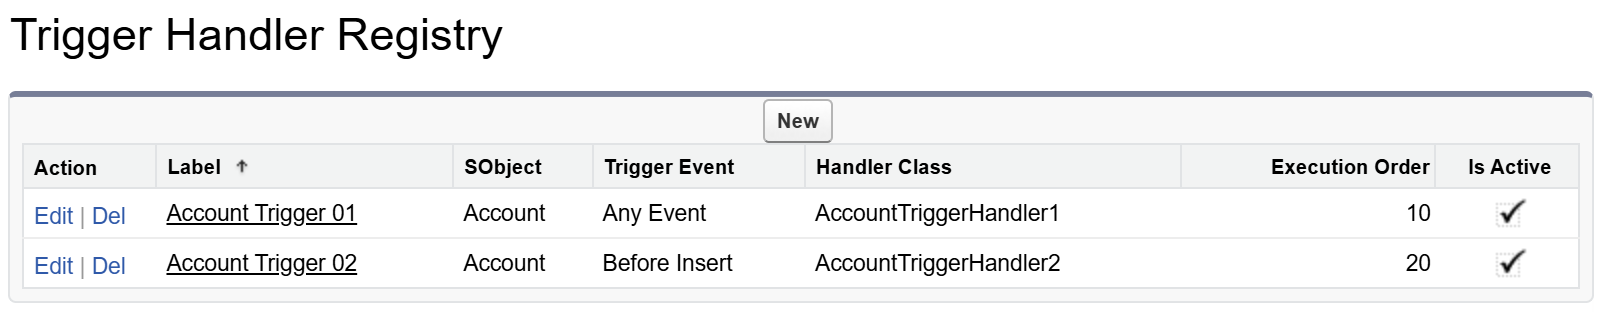 Trigger Handler Registry
New
Action Label ↑ SObject Trigger Event Handler Class Execution Order Is Active
Edit | Del Account Trigger 01 Account Any Event AccountTriggerHandler1 10 ✓
Edit | Del Account Trigger 02 Account Before Insert AccountTriggerHandler2 20 ✓